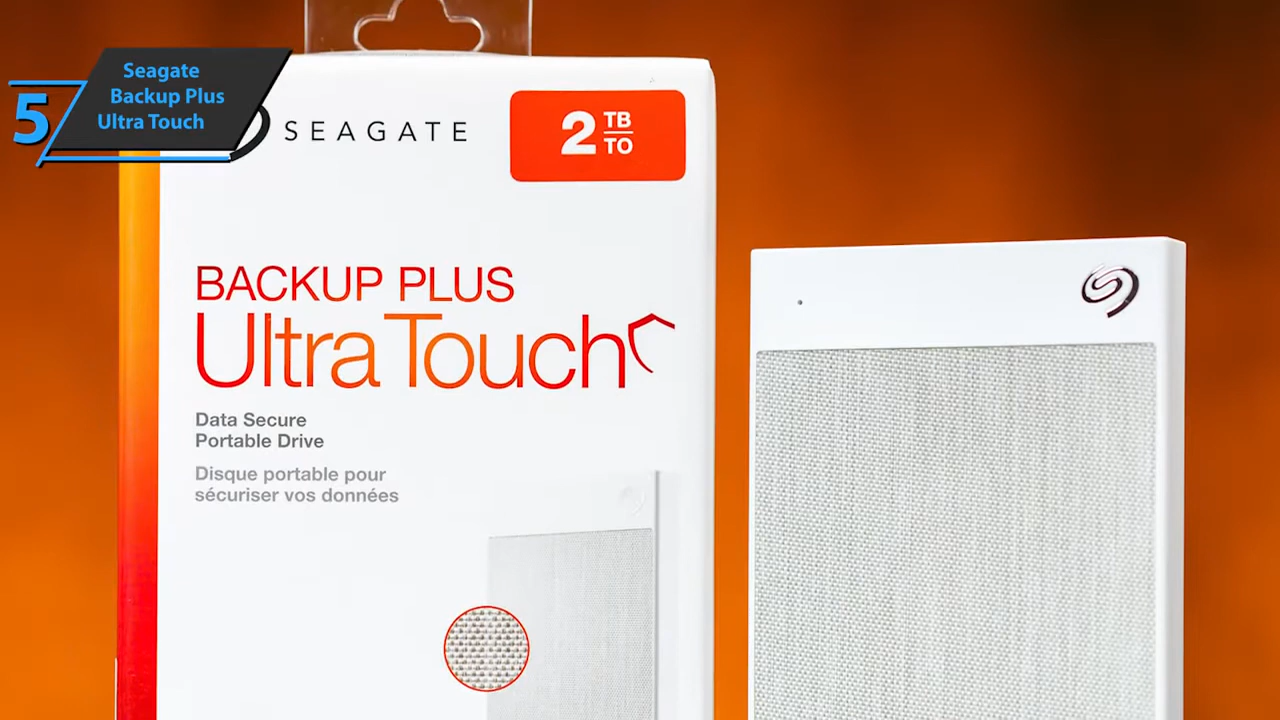 5
Seagate
Backup Plus
Ultra Touch
SEAGATE
2 TB
TO
BACKUP PLUS
Ultra Touch
Data Secure
Portable Drive
Disque portable pour
sécuriser vos données